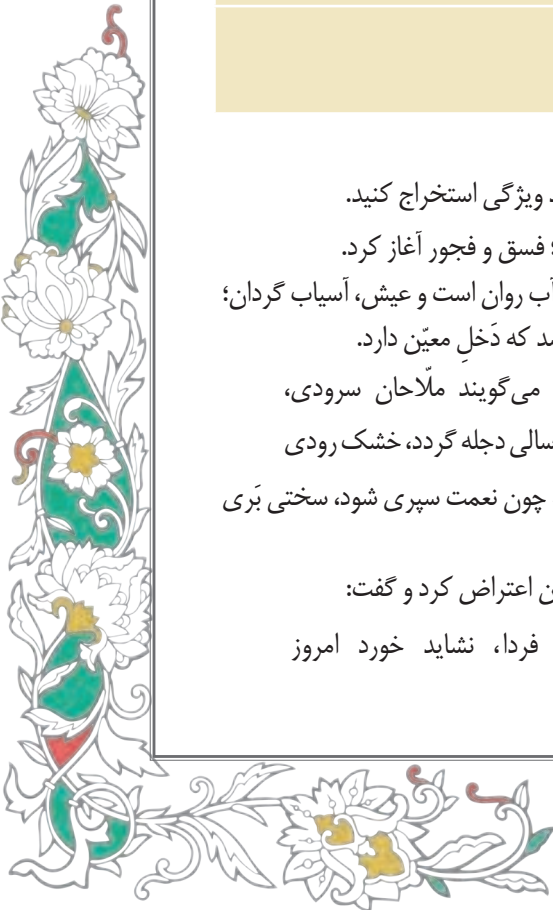 ویژگی استخراج کنید.
فسق و فجور آغاز کرد.
آب روان است و عیش، آسیاب گردان؛
که دَخلِ معیّن دارد.
می‌گویند ملّاحان سرودی،
سالی دجله گردد، خشک رودی
چون نعمت سپری شود، سختی بَری
اعتراض کرد و گفت:
فردا، نشاید خورد امروز